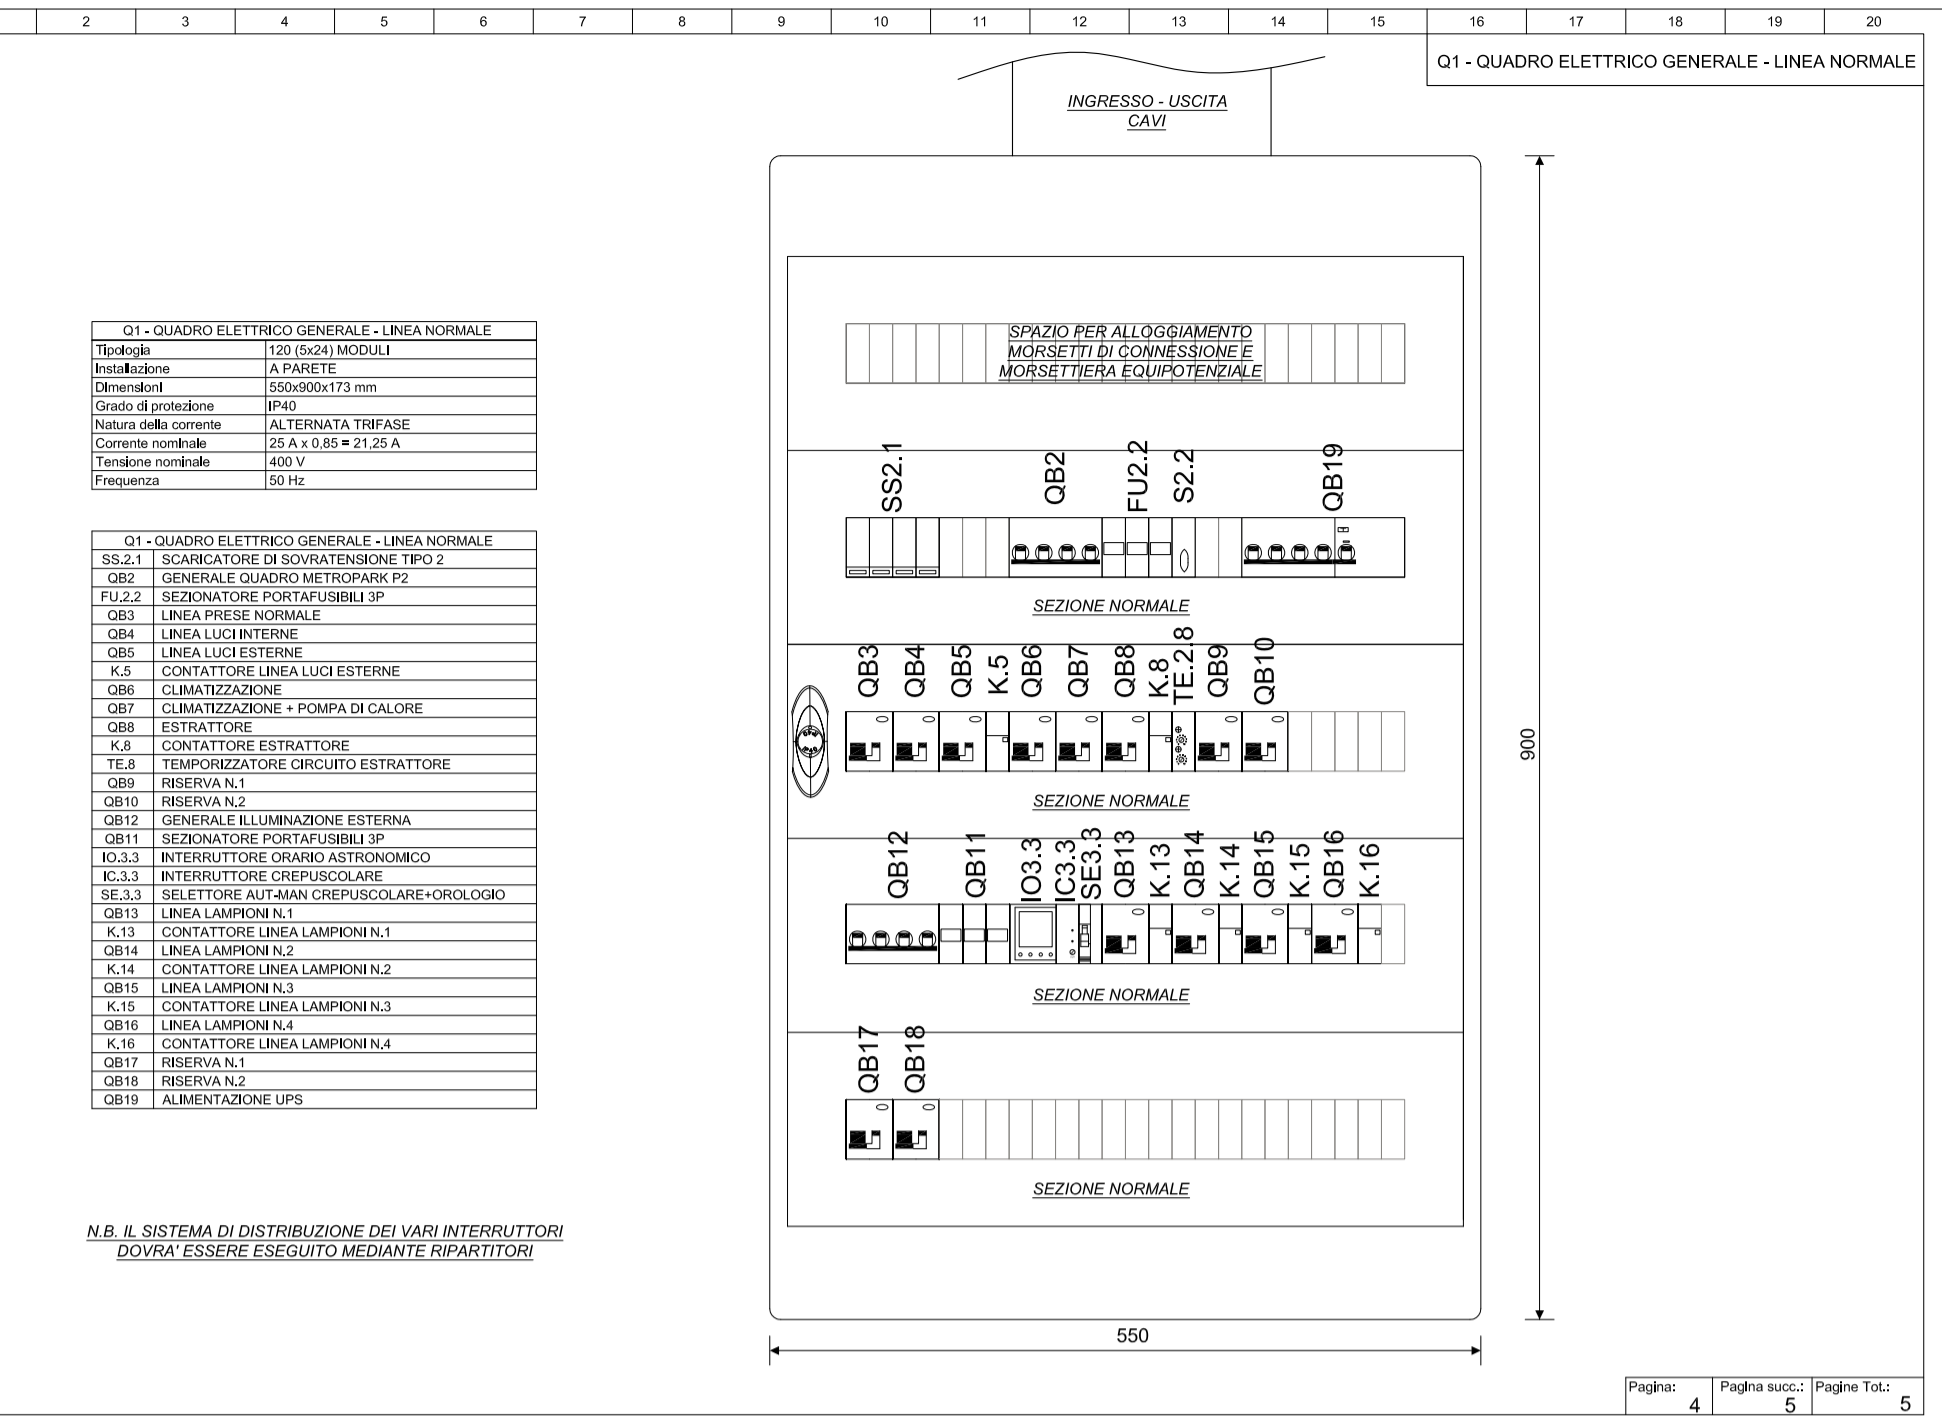 2 3 4 5 6 7 8 9 10 11 12 13 14 15 16 17 18 19 20
Q1 - QUADRO ELETTRICO GENERALE - LINEA NORMALE
INGRESSO - USCITA
CAVI
Q1 - QUADRO ELETTRICO GENERALE - LINEA NORMALE
Tipologia 120 (5x24) MODULI
Installazione A PARETE
Dimensioni 550x900x173 mm
Grado di protezione IP40
Natura della corrente ALTERNATA TRIFASE
Corrente nominale 25 A x 0,85 = 21,25 A
Tensione nominale 400 V
Frequenza 50 Hz
Q1 - QUADRO ELETTRICO GENERALE - LINEA NORMALE
SS.2.1 SCARICATORE DI SOVRATENSIONE TIPO 2
QB2 GENERALE QUADRO METROPARK P2
FU.2.2 SEZIONATORE PORTAFUSIBILI 3P
QB3 LINEA PRESE NORMALE
QB4 LINEA LUCI INTERNE
QB5 LINEA LUCI ESTERNE
K.5 CONTATTORE LINEA LUCI ESTERNE
QB6 CLIMATIZZAZIONE
QB7 CLIMATIZZAZIONE + POMPA DI CALORE
QB8 ESTRATTORE
K.8 CONTATTORE ESTRATTORE
TE.8 TEMPORIZZATORE CIRCUITO ESTRATTORE
QB9 RISERVA N.1
QB10 RISERVA N.2
QB12 GENERALE ILLUMINAZIONE ESTERNA
QB11 SEZIONATORE PORTAFUSIBILI 3P
IO.3.3 INTERRUTTORE ORARIO ASTRONOMICO
IC.3.3 INTERRUTTORE CREPUSCOLARE
SE.3.3 SELETTORE AUT-MAN CREPUSCOLARE+OROLOGIO
QB13 LINEA LAMPIONI N.1
K.13 CONTATTORE LINEA LAMPIONI N.1
QB14 LINEA LAMPIONI N.2
K.14 CONTATTORE LINEA LAMPIONI N.2
QB15 LINEA LAMPIONI N.3
K.15 CONTATTORE LINEA LAMPIONI N.3
QB16 LINEA LAMPIONI N.4
K.16 CONTATTORE LINEA LAMPIONI N.4
QB17 RISERVA N.1
QB18 RISERVA N.2
QB19 ALIMENTAZIONE UPS
N.B. IL SISTEMA DI DISTRIBUZIONE DEI VARI INTERRUTTORI
DOVRA' ESSERE ESEGUITO MEDIANTE RIPARTITORI
SPAZIO PER ALLOGGIAMENTO
MORSETTI DI CONNESSIONE E
MORSETTIERA EQUIPOTENZIALE
SS2.1 QB2 FU2.2 S2.2 QB19
SEZIONE NORMALE
QB3 QB4 QB5 K.5 QB6 QB7 QB8 K.8 TE.2.8 QB9 QB10
SEZIONE NORMALE
QB12 QB11 IO3.3 IC3.3 SE3.3 QB13 K.13 QB14 K.14 QB15 K.15 QB16 K.16
SEZIONE NORMALE
QB17 QB18
SEZIONE NORMALE
900
550
Pagina: 4 Pagina succ.: 5 Pagine Tot.: 5